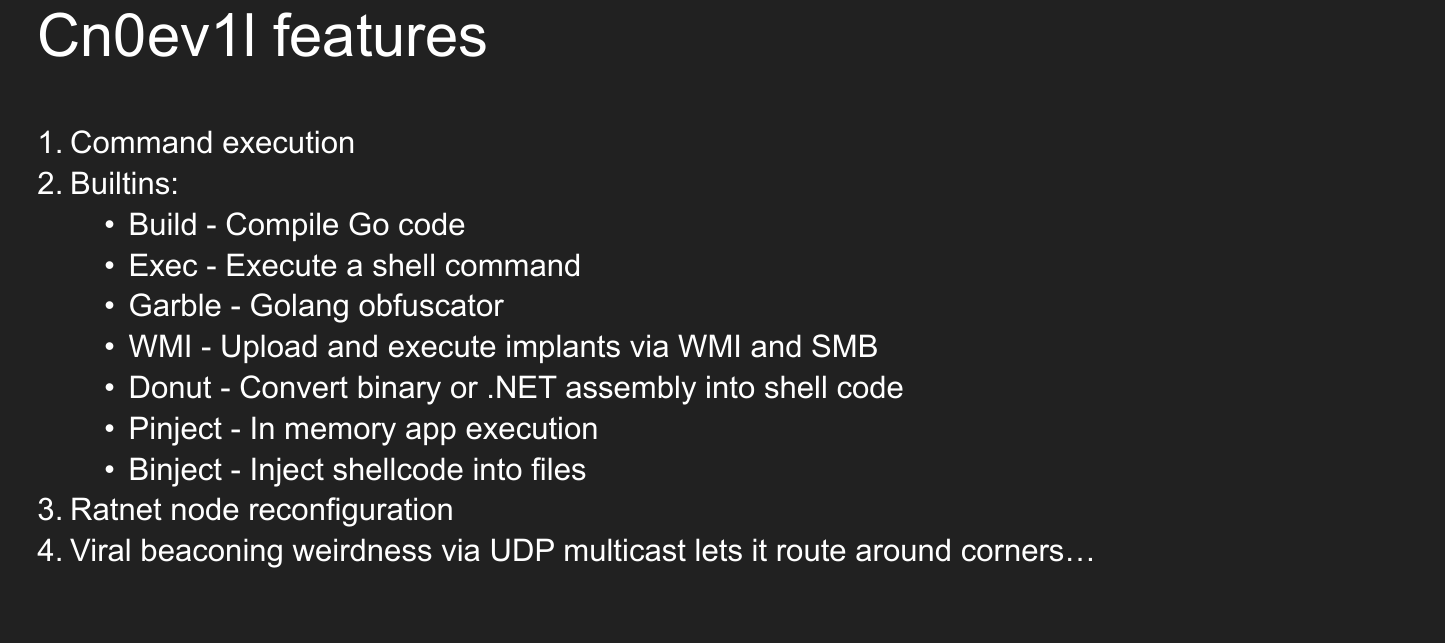 Cn0ev1l features
1. Command execution
2. Builtins:
• Build - Compile Go code
• Exec - Execute a shell command
• Garble - Golang obfuscator
• WMI - Upload and execute implants via WMI and SMB
• Donut - Convert binary or .NET assembly into shell code
• Pinject - In memory app execution
• Binject - Inject shellcode into files
3. Ratnet node reconfiguration
4. Viral beaconing weirdness via UDP multicast lets it route around corners…